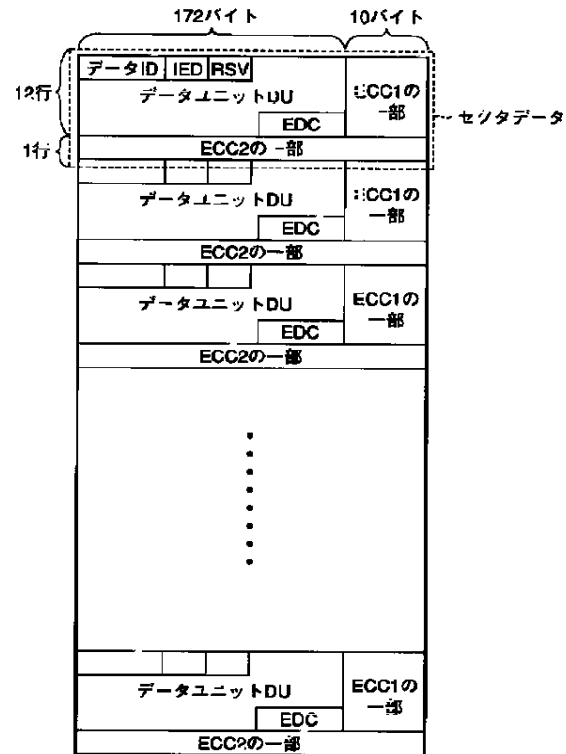 172バイト 10バイト
データID IED RSV
12行 データユニットDU ECC1の
一部
セクタデータ
EDC
1行 ECC2の一部
データユニットDU ECC1の
一部
EDC
ECC2の一部
データユニットDU ECC1の
一部
EDC
ECC2の一部
データユニットDU ECC1の
一部
EDC
ECC2の一部